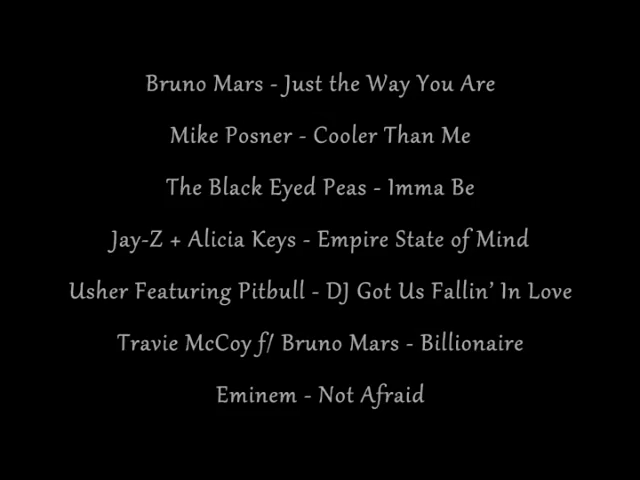 Bruno Mars - Just the Way You Are
Mike Posner - Cooler Than Me
The Black Eyed Peas - Imma Be
Jay-Z + Alicia Keys - Empire State of Mind
Usher Featuring Pitbull - DJ Got Us Fallin’ In Love
Travie McCoy f/ Bruno Mars - Billionaire
Eminem - Not Afraid